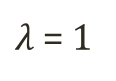 λ = 1